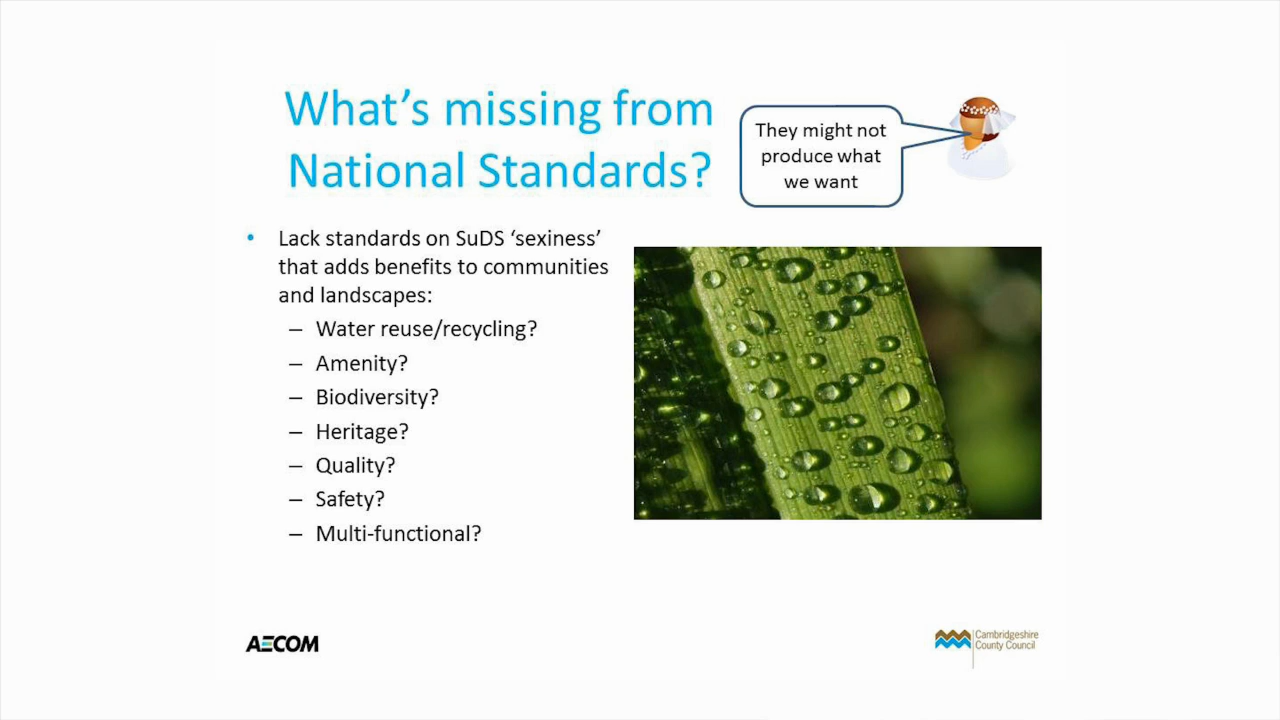 What's missing from
National Standards?
They might not
produce what
we want
• Lack standards on SuDS ‘sexiness’
that adds benefits to communities
and landscapes:
– Water reuse/recycling?
– Amenity?
– Biodiversity?
– Heritage?
– Quality?
– Safety?
– Multi-functional?
AECOM
Cambridgeshire
County Council